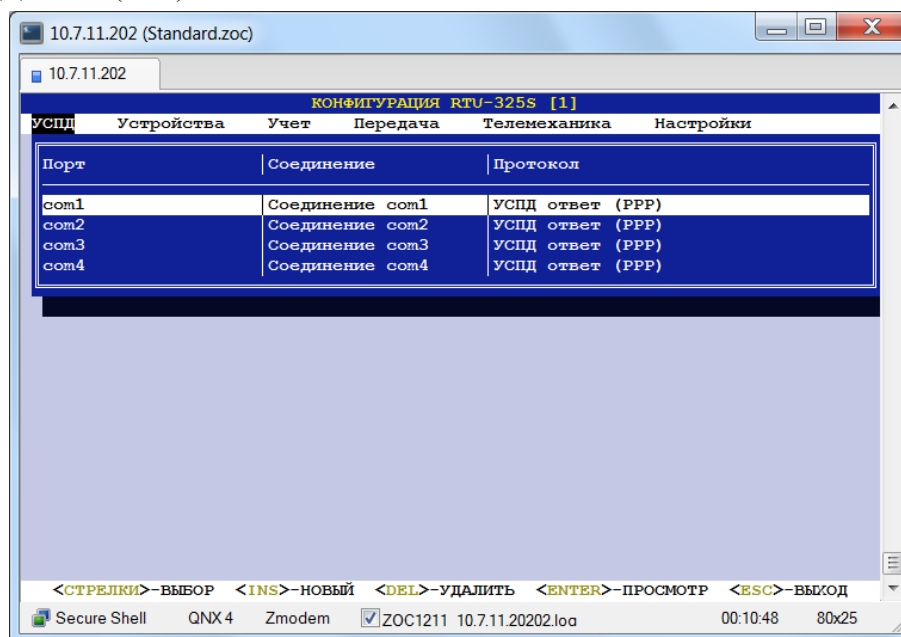 10.7.11.202 (Standard.zoc)
10.7.11.202
КОНФИГУРАЦИЯ RTU-325S [1]
УСПД Устройства Учет Передача Телемеханика Настройки
Порт Соединение Протокол
com1 Соединение com1 УСПД ответ (PPP)
com2 Соединение com2 УСПД ответ (PPP)
com3 Соединение com3 УСПД ответ (PPP)
com4 Соединение com4 УСПД ответ (PPP)
<СТРЕЛКИ>-ВЫБОР <INS>-НОВЫЙ <DEL>-УДАЛИТЬ <ENTER>-ПРОСМОТР <ESC>-ВЫХОД
Secure Shell QNX 4 Zmodem ZOC1211_10.7.11.20202.log 00:10:48 80x25